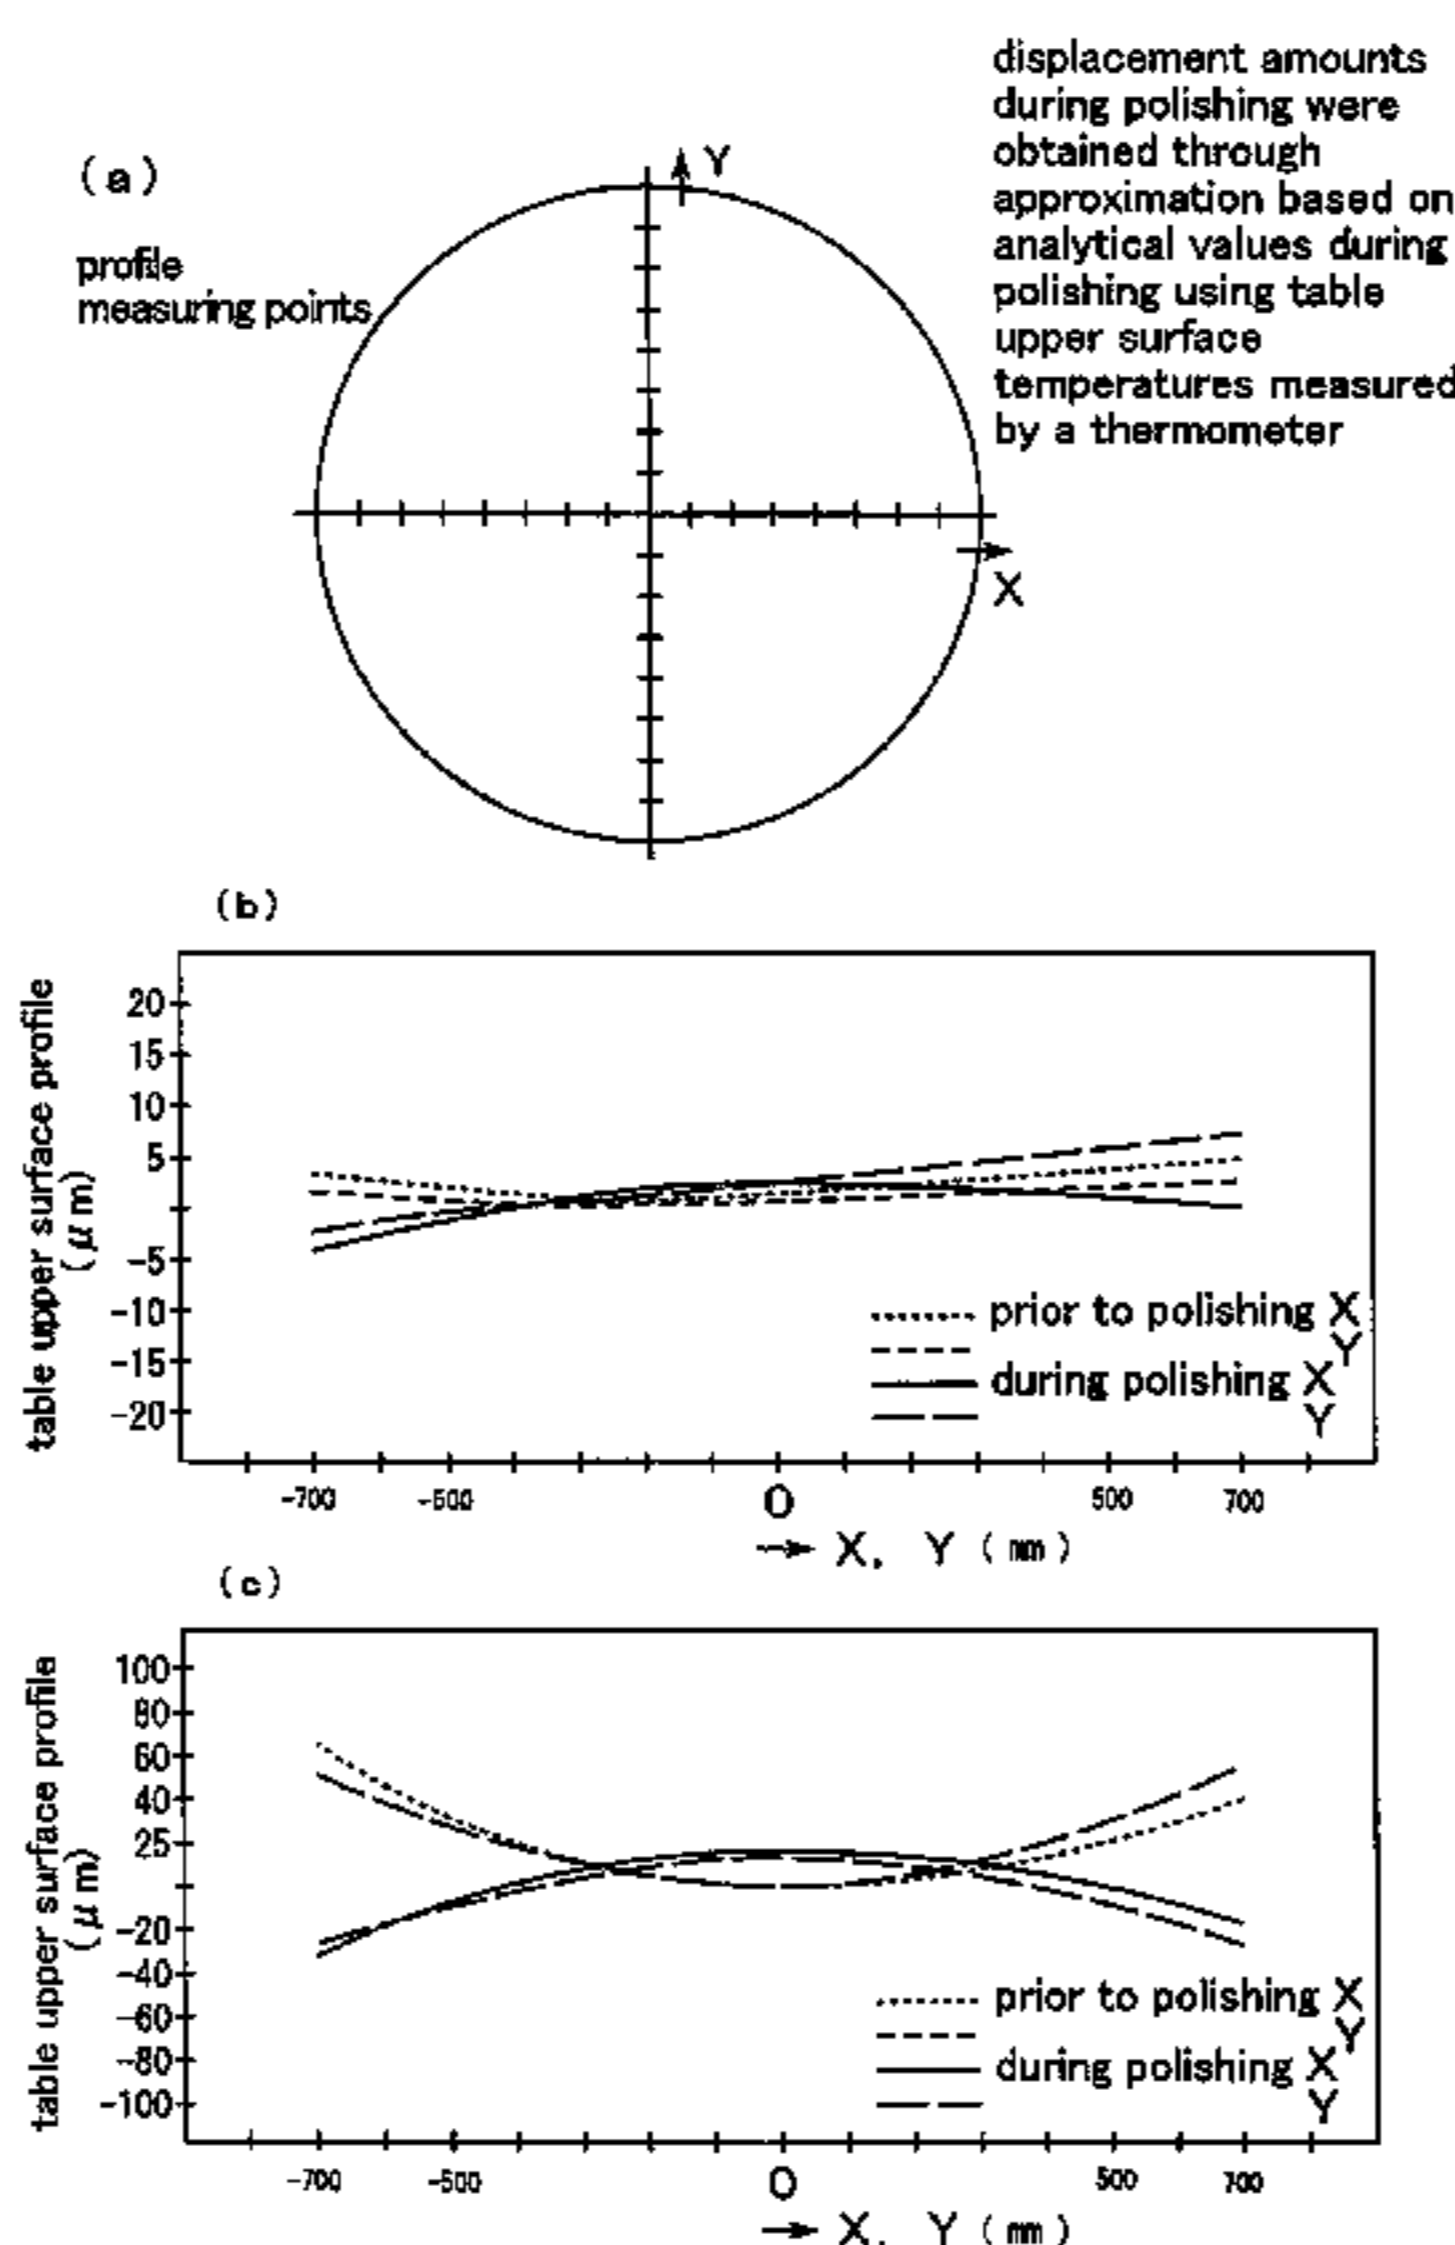 displacement amounts
during polishing were
obtained through
approximation based on
analytical values during
polishing using table
upper surface
temperatures measured
by a thermometer
(a)
Y
profile
measuring points
X
(b)
table upper surface profile
(μm)
20
15
10
5
-5
-10
-15
-20
prior to polishing X
Y
during polishing X
Y
-700
-500
0
500
700
X, Y (mm)
(c)
table upper surface profile
(μm)
100
80
60
40
25
-20
-40
-60
-80
-100
prior to polishing X
Y
during polishing X
Y
-700
-500
0
500
700
X, Y (mm)